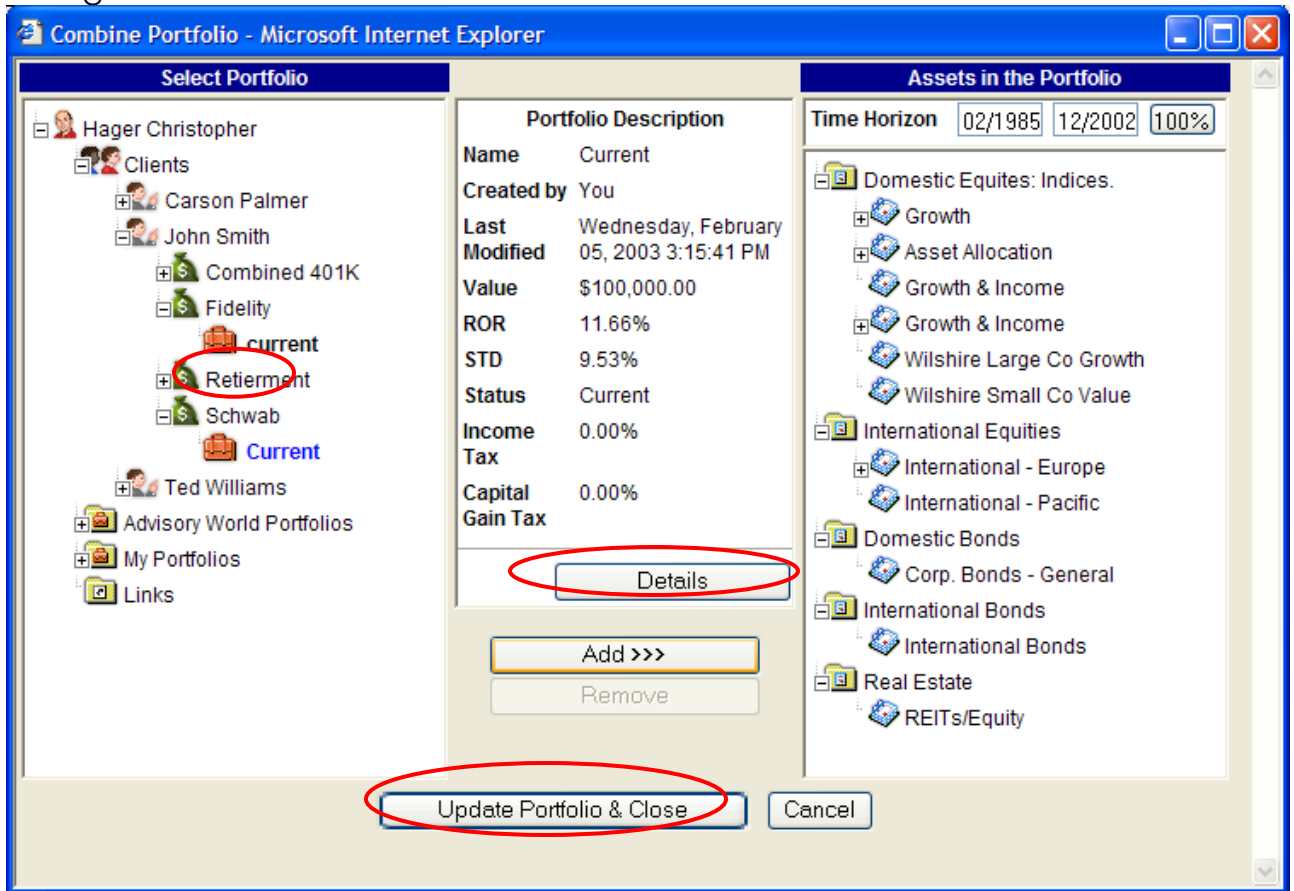 Combine Portfolio - Microsoft Internet Explorer
Select Portfolio
Hager Christopher
Clients
Carson Palmer
John Smith
Combined 401K
Fidelity
current
Retierment
Schwab
Current
Ted Williams
Advisory World Portfolios
My Portfolios
Links
Portfolio Description
Name Current
Created by You
Last Modified Wednesday, February
05, 2003 3:15:41 PM
Value $100,000.00
ROR 11.66%
STD 9.53%
Status Current
Income Tax 0.00%
Capital Gain Tax 0.00%
Details
Add >>>
Remove
Assets in the Portfolio
Time Horizon 02/1985 12/2002 100%
Domestic Equites: Indices.
Growth
Asset Allocation
Growth & Income
Growth & Income
Wilshire Large Co Growth
Wilshire Small Co Value
International Equities
International - Europe
International - Pacific
Domestic Bonds
Corp. Bonds - General
International Bonds
International Bonds
Real Estate
REITs/Equity
Update Portfolio & Close Cancel